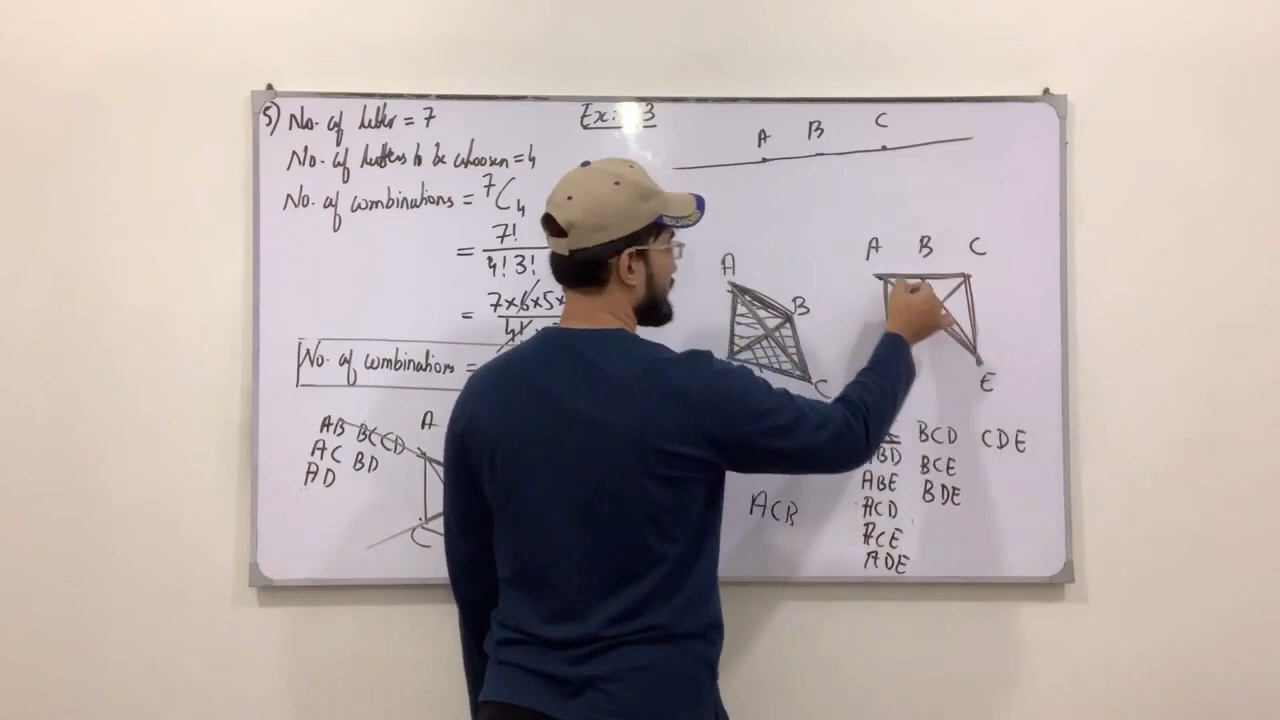 5) No. of letter = 7
No. of letters to be choosen = 4
No. of combinations = ⁷C₄
= 7!
4! 3!
= 7×6×5×
4!
No. of combinations =
AB BC CD
AC BD
AD
A
C
Ex: 3
A B C
A
B
C
ACB
A B C
E
BCD CDE
ABD BCE
ABE BDE
ACD
ACE
ADE